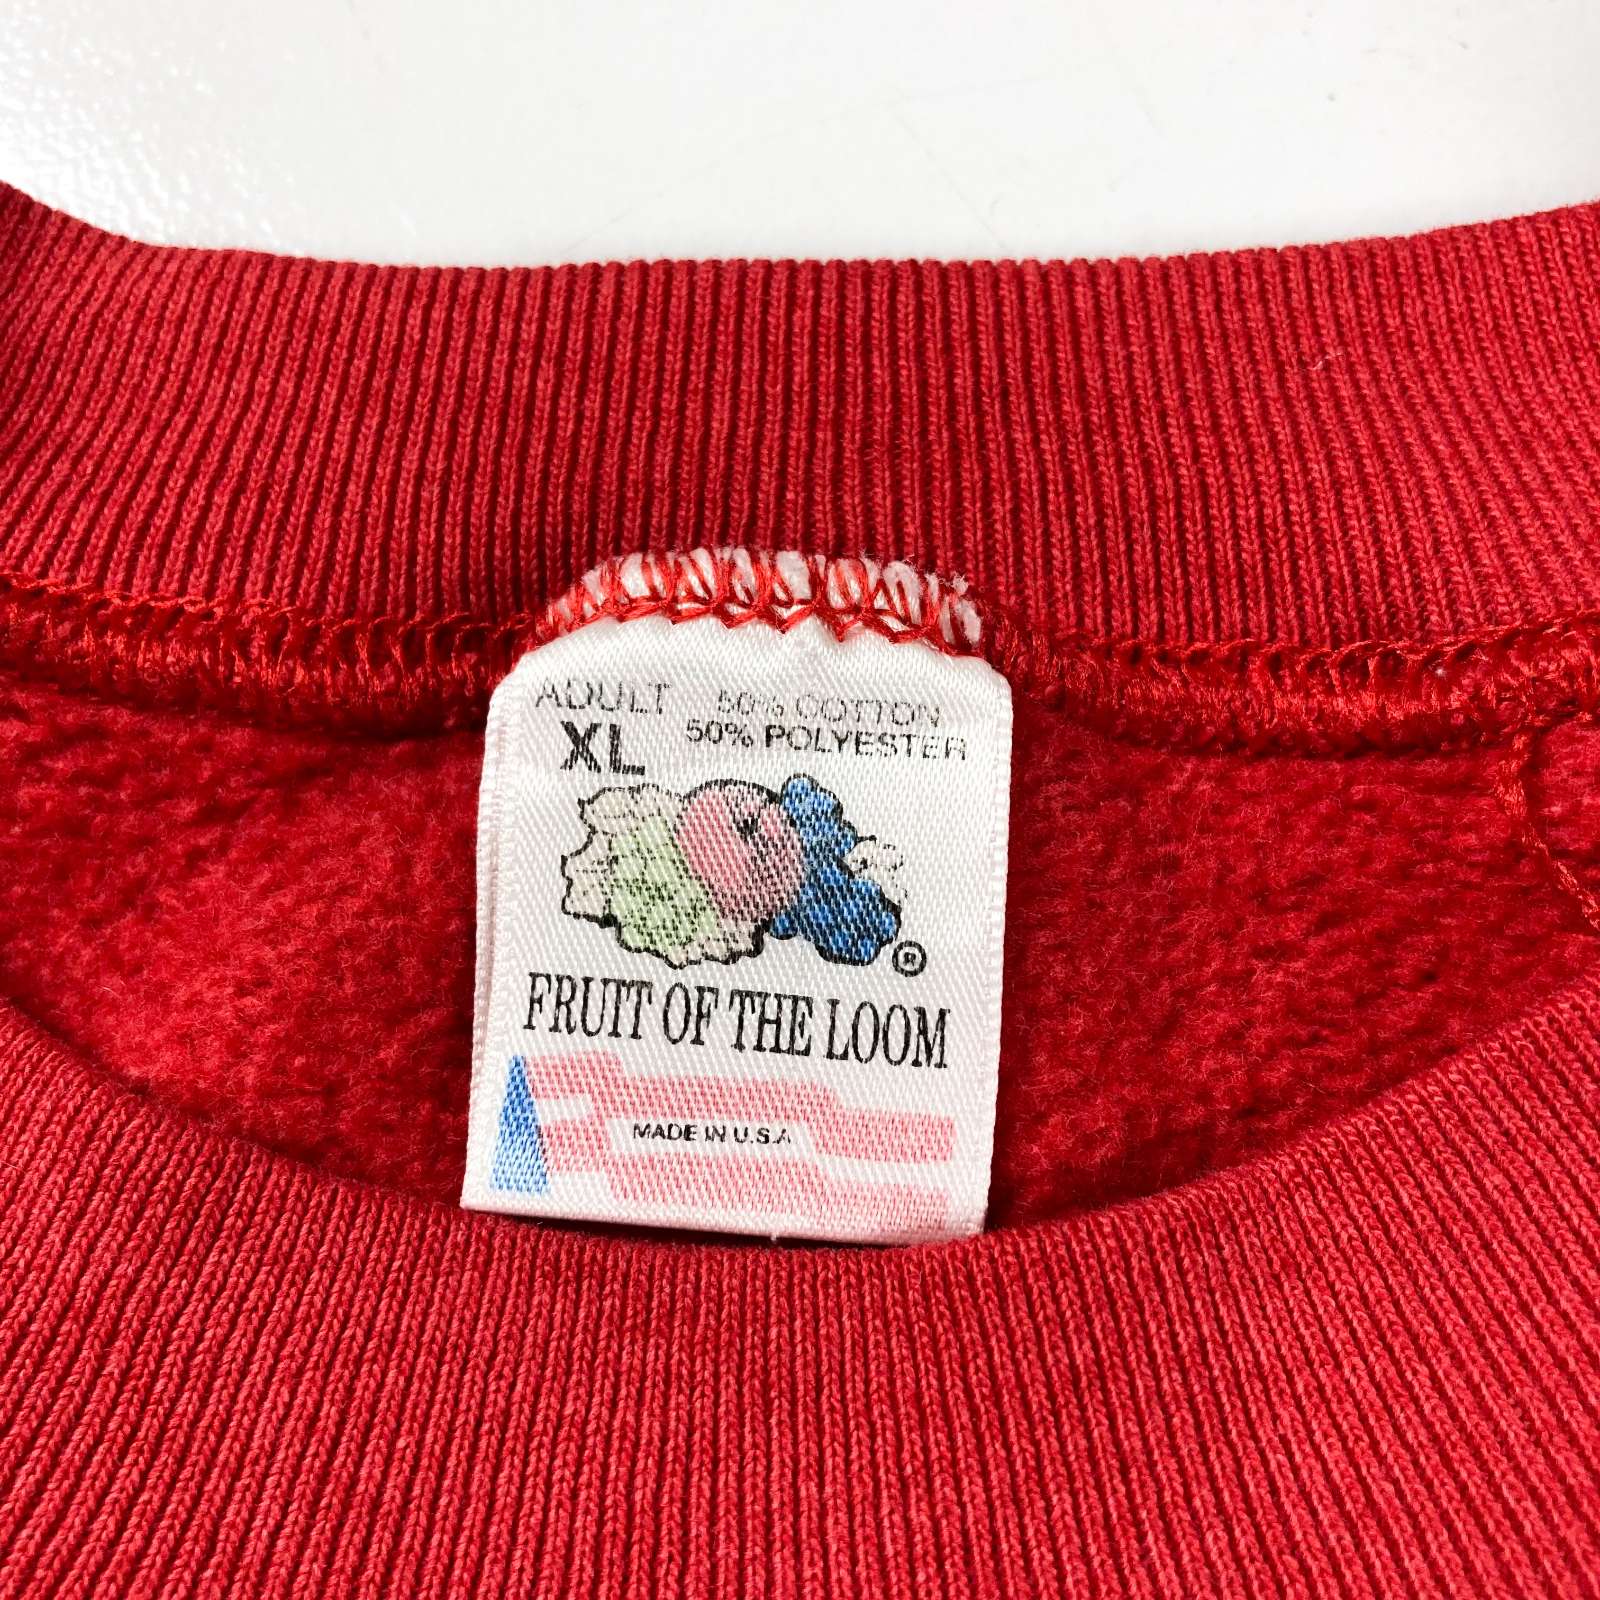 ADULT 50% COTTON
XL 50% POLYESTER
®
FRUIT OF THE LOOM
MADE IN U.S.A